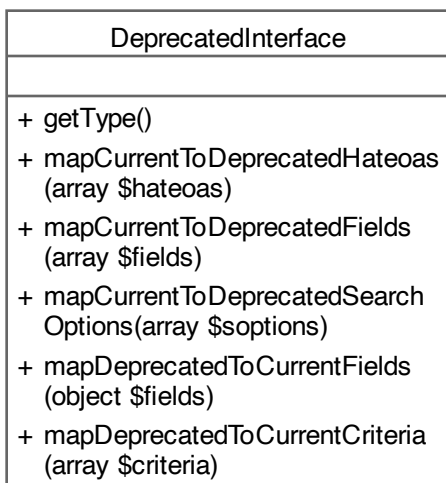 DeprecatedInterface
+ getType()
+ mapCurrentToDeprecatedHateoas
(array $hateoas)
+ mapCurrentToDeprecatedFields
(array $fields)
+ mapCurrentToDeprecatedSearch
Options(array $soptions)
+ mapDeprecatedToCurrentFields
(object $fields)
+ mapDeprecatedToCurrentCriteria
(array $criteria)